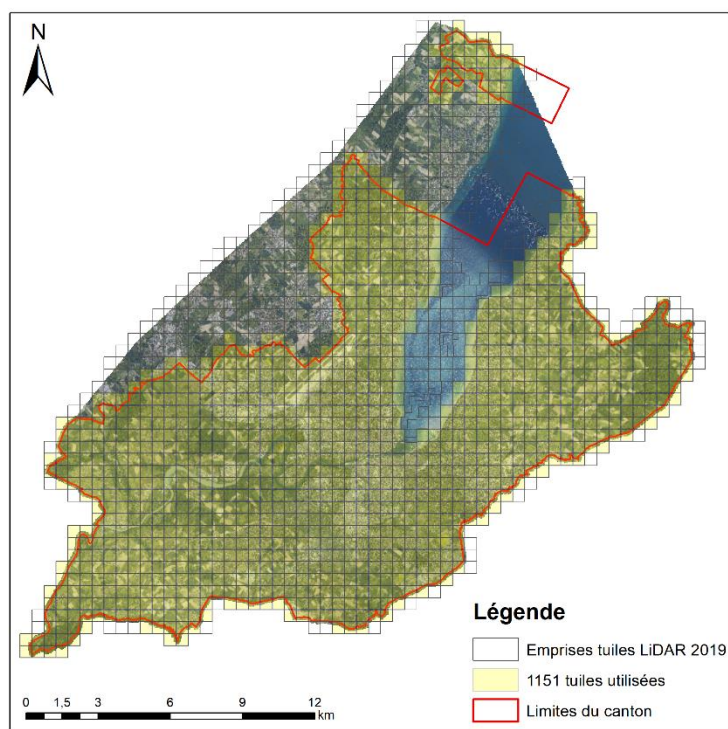 N
Légende
Emprises tuiles LiDAR 2019
1151 tuiles utilisées
Limites du canton
0 1,5 3 6 9 12
km